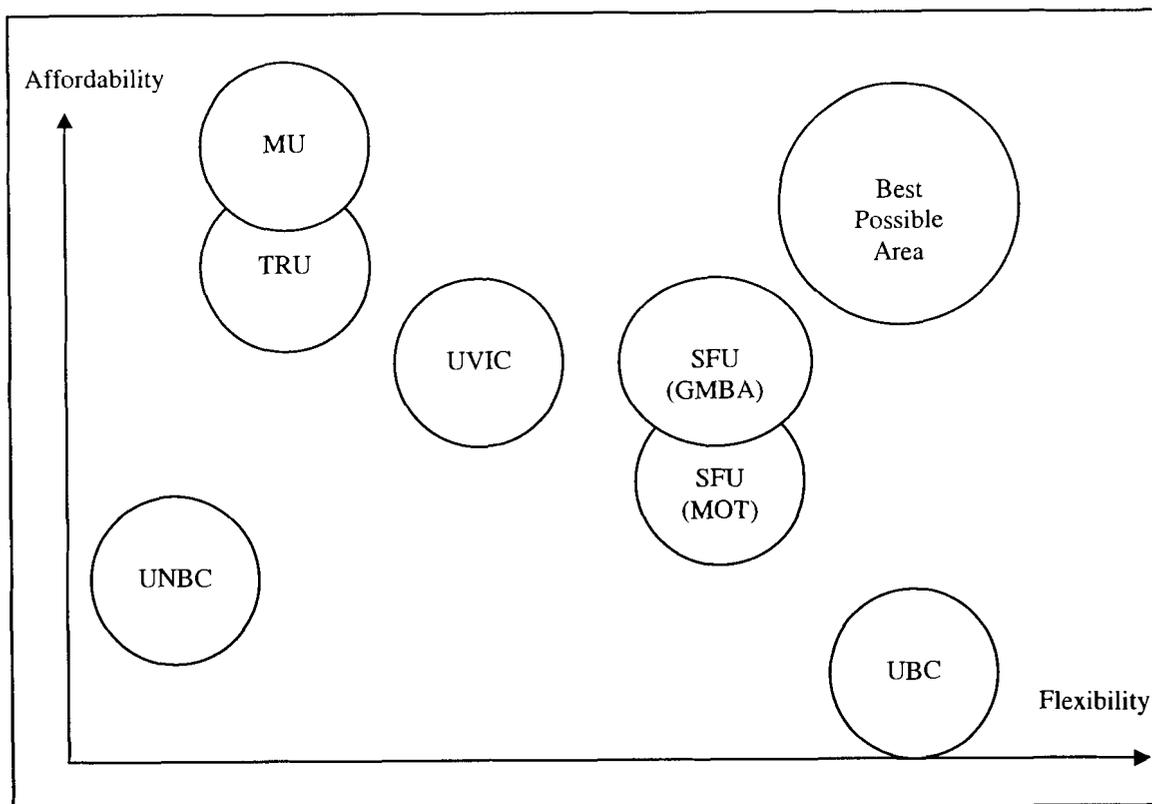 Affordability
MU
TRU
Best
Possible
Area
UVIC
SFU
(GMBA)
SFU
(MOT)
UNBC
UBC
Flexibility